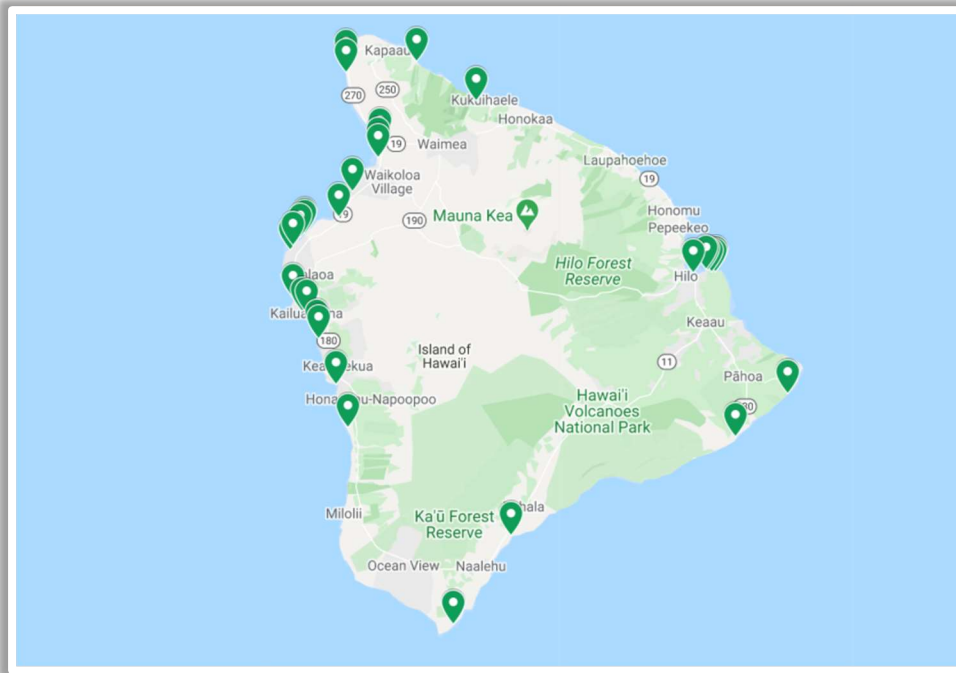 Kapaau
270
250
Kukuihaele
Honokaa
19
Waimea
Laupahoehoe
19
Waikoloa
Village
Honomu
Pepeekeo
190
Mauna Kea
Hilo Forest
Reserve
Hilo
Keaau
180
Island of
Hawai'i
11
Pāhoa
Hawai'i
Volcanoes
National Park
Milolii
Ka'ū Forest
Reserve
Ocean View
Naalehu